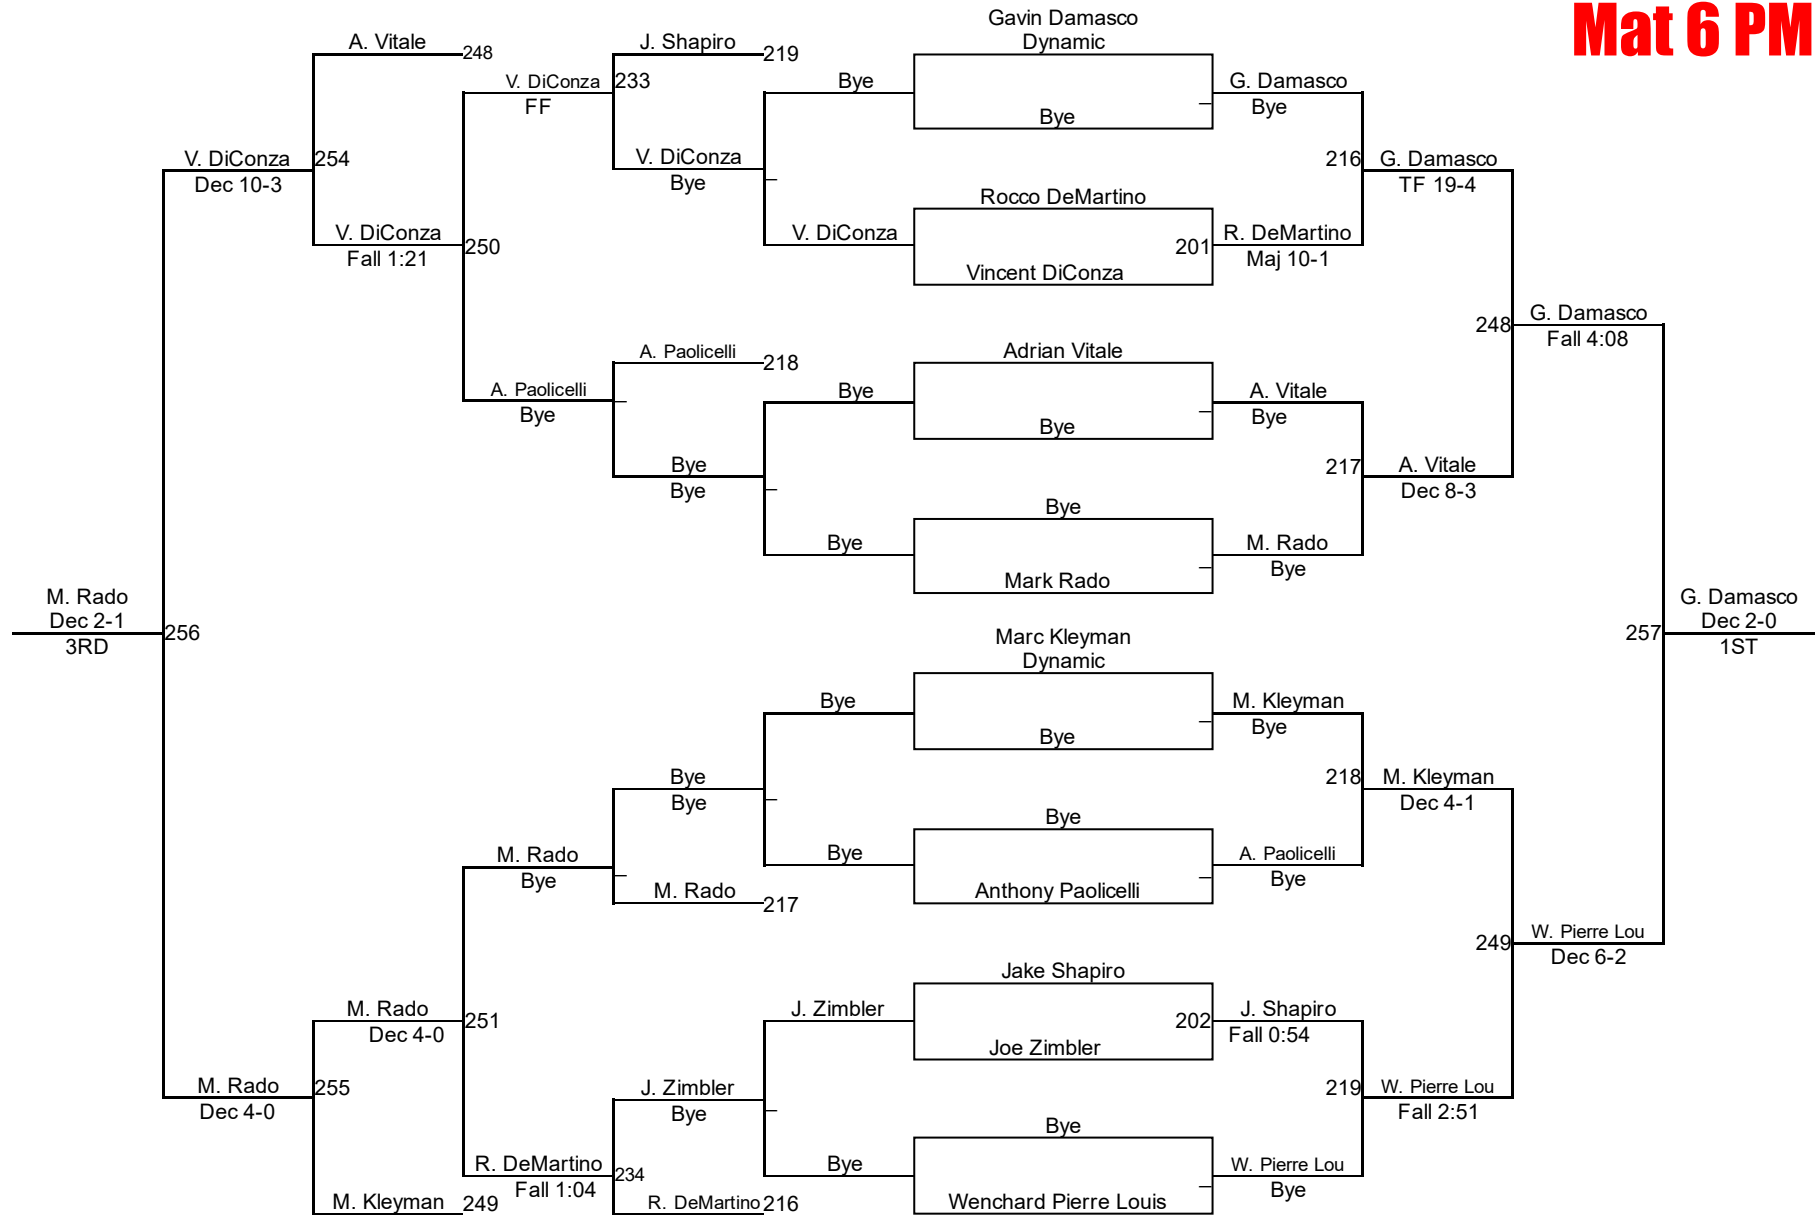 Mat 6 PM
Gavin Damasco
Dynamic
A. Vitale
248
J. Shapiro
219
V. DiConza
233
FF
Bye
Bye
G. Damasco
Bye
V. DiConza
254
Dec 10-3
V. DiConza
Bye
216
G. Damasco
TF 19-4
Rocco DeMartino
V. DiConza
250
Fall 1:21
V. DiConza
201
R. DeMartino
Maj 10-1
Vincent DiConza
248
G. Damasco
Fall 4:08
A. Paolicelli
218
Adrian Vitale
A. Paolicelli
Bye
Bye
Bye
A. Vitale
Bye
Bye
Bye
217
A. Vitale
Dec 8-3
Bye
Bye
M. Rado
Bye
Mark Rado
M. Rado
Dec 2-1
3RD
256
257
G. Damasco
Dec 2-0
1ST
Marc Kleyman
Dynamic
Bye
Bye
M. Kleyman
Bye
Bye
Bye
218
M. Kleyman
Dec 4-1
Bye
M. Rado
Bye
Bye
A. Paolicelli
Bye
M. Rado
217
Anthony Paolicelli
249
W. Pierre Lou
Dec 6-2
Jake Shapiro
M. Rado
251
Dec 4-0
J. Zimbler
202
J. Shapiro
Fall 0:54
Joe Zimbler
M. Rado
255
Dec 4-0
J. Zimbler
Bye
219
W. Pierre Lou
Fall 2:51
Bye
R. DeMartino
234
Fall 1:04
Bye
W. Pierre Lou
Bye
M. Kleyman
249
R. DeMartino
216
Wenchard Pierre Louis